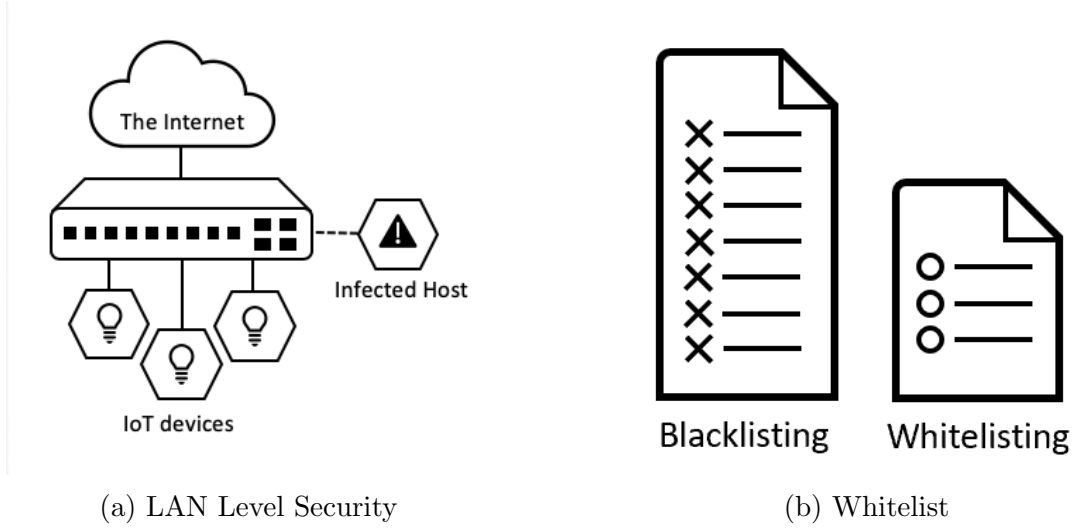 The Internet
Infected Host
IoT devices
Blacklisting
Whitelisting
(a) LAN Level Security
(b) Whitelist